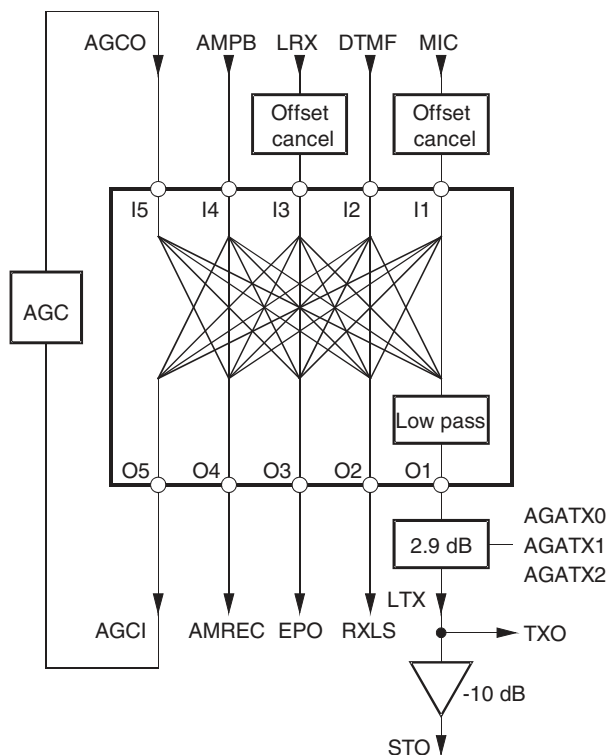 AGCO AMPB LRX DTMF MIC
Offset cancel
Offset cancel
I5 I4 I3 I2 I1
AGC
Low pass
O5 O4 O3 O2 O1
AGATX0
2.9 dB AGATX1
AGATX2
LTX
AGCI AMREC EPO RXLS TXO
-10 dB
STO